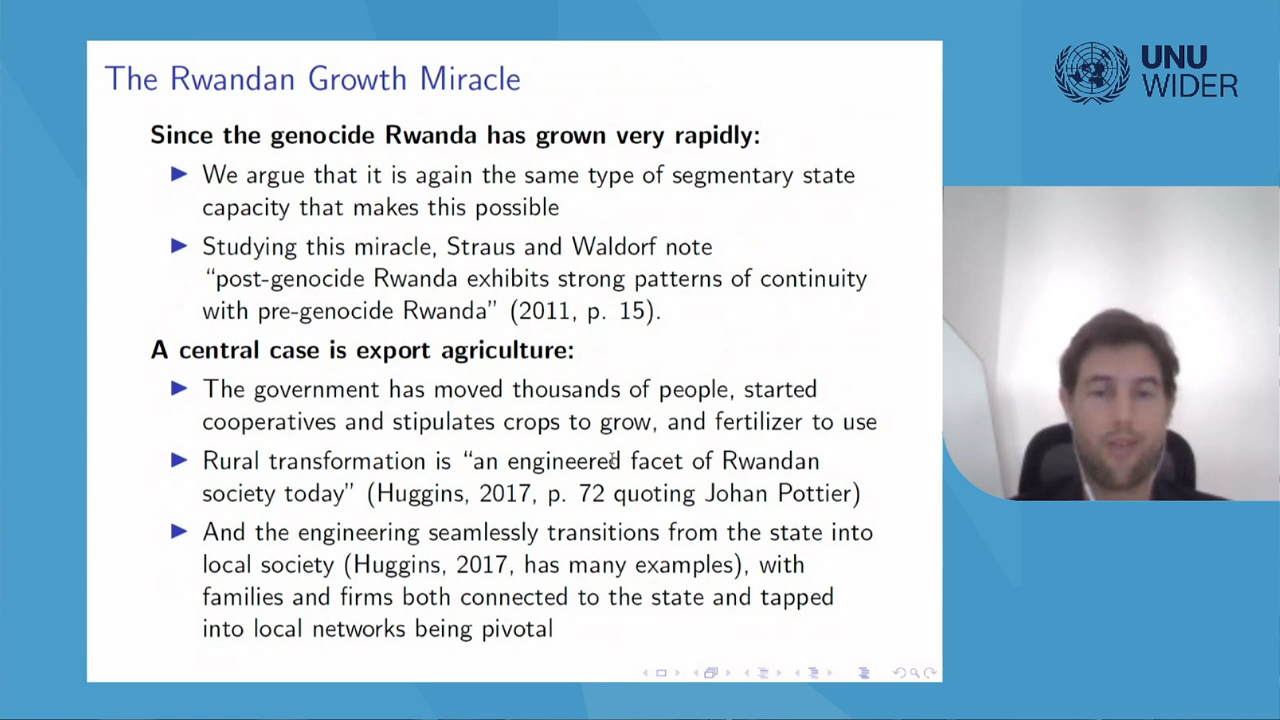 The Rwandan Growth Miracle
UNU
WIDER
Since the genocide Rwanda has grown very rapidly:
We argue that it is again the same type of segmentary state
capacity that makes this possible
Studying this miracle, Straus and Waldorf note
“post-genocide Rwanda exhibits strong patterns of continuity
with pre-genocide Rwanda” (2011, p. 15).
A central case is export agriculture:
The government has moved thousands of people, started
cooperatives and stipulates crops to grow, and fertilizer to use
Rural transformation is “an engineered facet of Rwandan
society today” (Huggins, 2017, p. 72 quoting Johan Pottier)
And the engineering seamlessly transitions from the state into
local society (Huggins, 2017, has many examples), with
families and firms both connected to the state and tapped
into local networks being pivotal